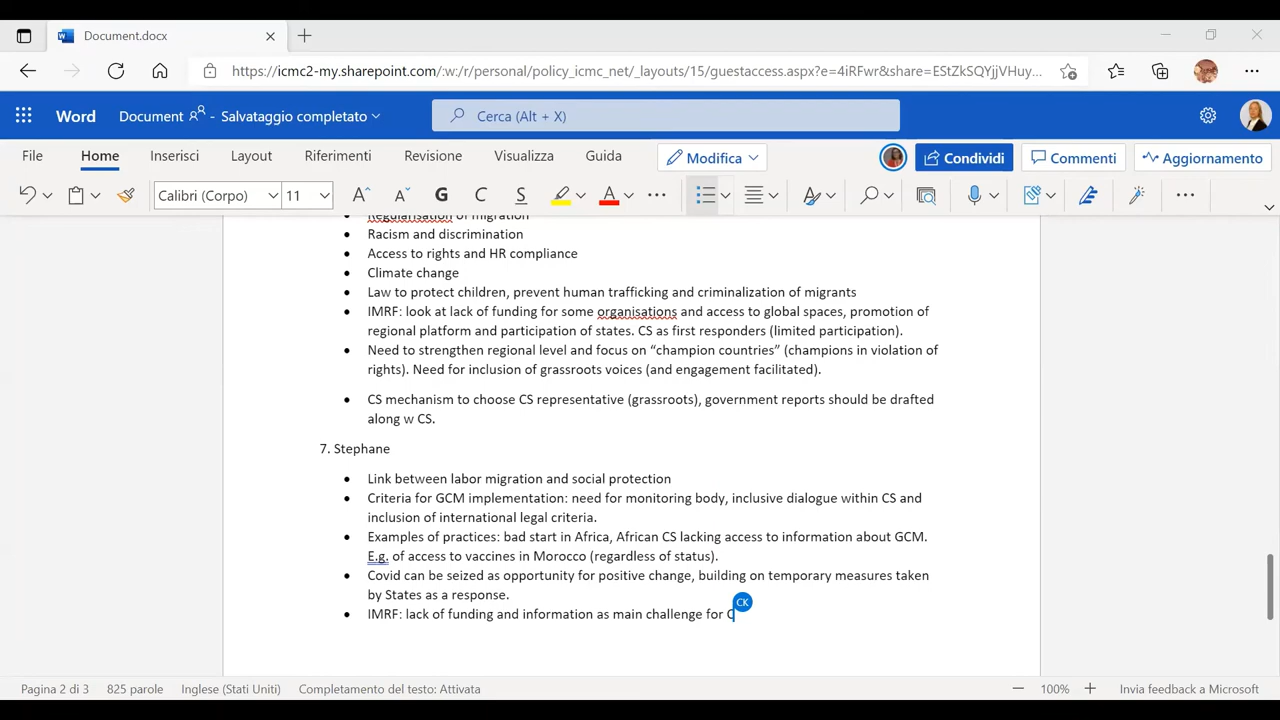 Document.docx
https://icmc2-my.sharepoint.com/:w:/r/personal/policy_icmc_net/_layouts/15/guestaccess.aspx?e=4iRFwr&share=EStZkSQYjjVHuy...
Word Document - Salvataggio completato Cerca (Alt + X)
File Home Inserisci Layout Riferimenti Revisione Visualizza Guida Modifica Condividi Commenti Aggiornamento
Calibri (Corpo) 11 G C S A
Regularisation of migration
• Racism and discrimination
• Access to rights and HR compliance
• Climate change
• Law to protect children, prevent human trafficking and criminalization of migrants
• IMRF: look at lack of funding for some organisations and access to global spaces, promotion of
regional platform and participation of states. CS as first responders (limited participation).
• Need to strengthen regional level and focus on “champion countries” (champions in violation of
rights). Need for inclusion of grassroots voices (and engagement facilitated).
• CS mechanism to choose CS representative (grassroots), government reports should be drafted
along w CS.
7. Stephane
• Link between labor migration and social protection
• Criteria for GCM implementation: need for monitoring body, inclusive dialogue within CS and
inclusion of international legal criteria.
• Examples of practices: bad start in Africa, African CS lacking access to information about GCM.
E.g. of access to vaccines in Morocco (regardless of status).
• Covid can be seized as opportunity for positive change, building on temporary measures taken
by States as a response.
CK
• IMRF: lack of funding and information as main challenge for C
Pagina 2 di 3 825 parole Inglese (Stati Uniti) Completamento del testo: Attivata 100% Invia feedback a Microsoft